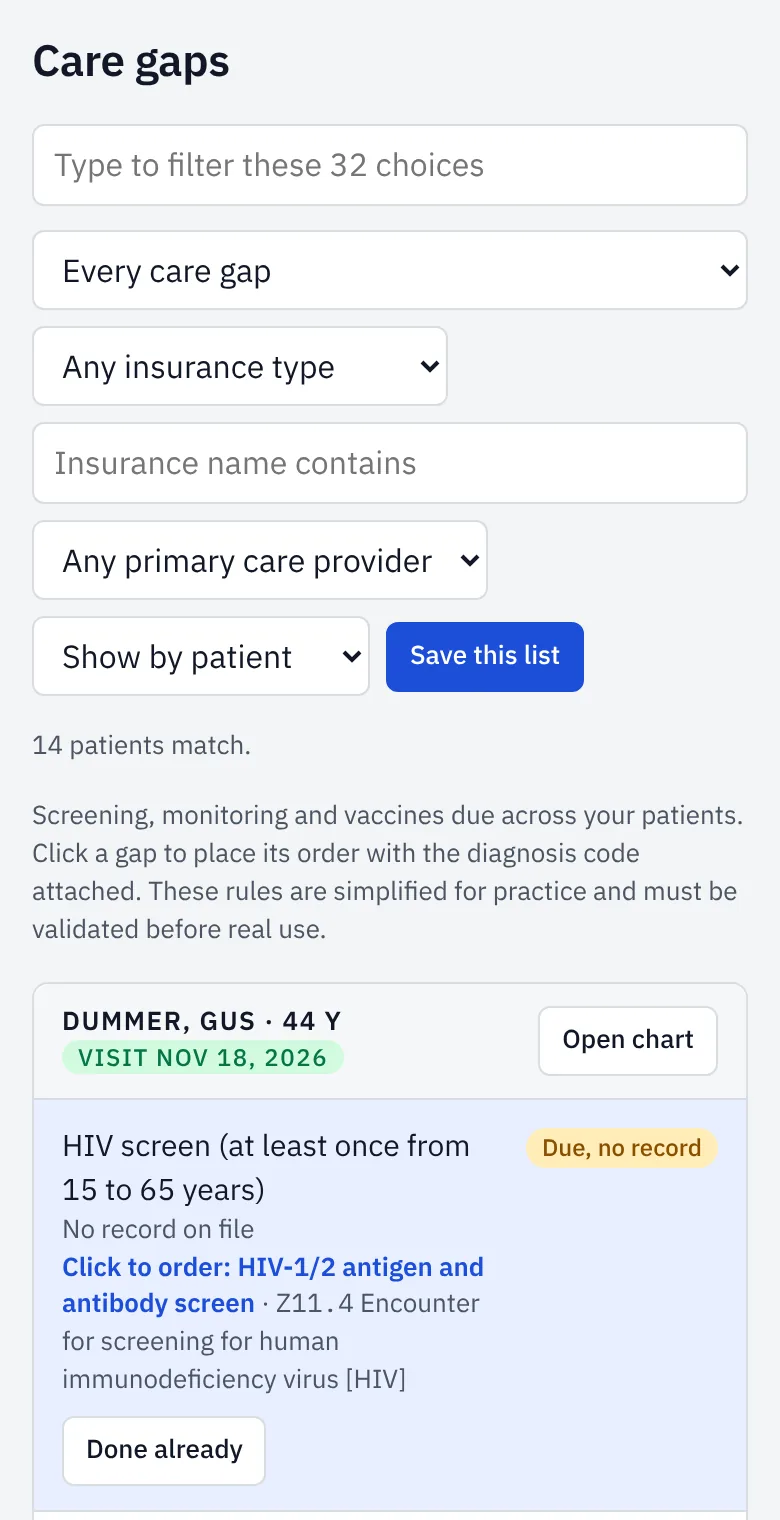 Care gaps
Type to filter these 32 choices
Every care gap
Any insurance type
Insurance name contains
Any primary care provider
Show by patient
Save this list
14 patients match.
Screening, monitoring and vaccines due across your patients.
Click a gap to place its order with the diagnosis code
attached. These rules are simplified for practice and must be
validated before real use.
DUMMER, GUS · 44 Y
VISIT NOV 18, 2026
Open chart
HIV screen (at least once from
15 to 65 years)
Due, no record
No record on file
Click to order: HIV-1/2 antigen and
antibody screen · Z11.4 Encounter
for screening for human
immunodeficiency virus [HIV]
Done already